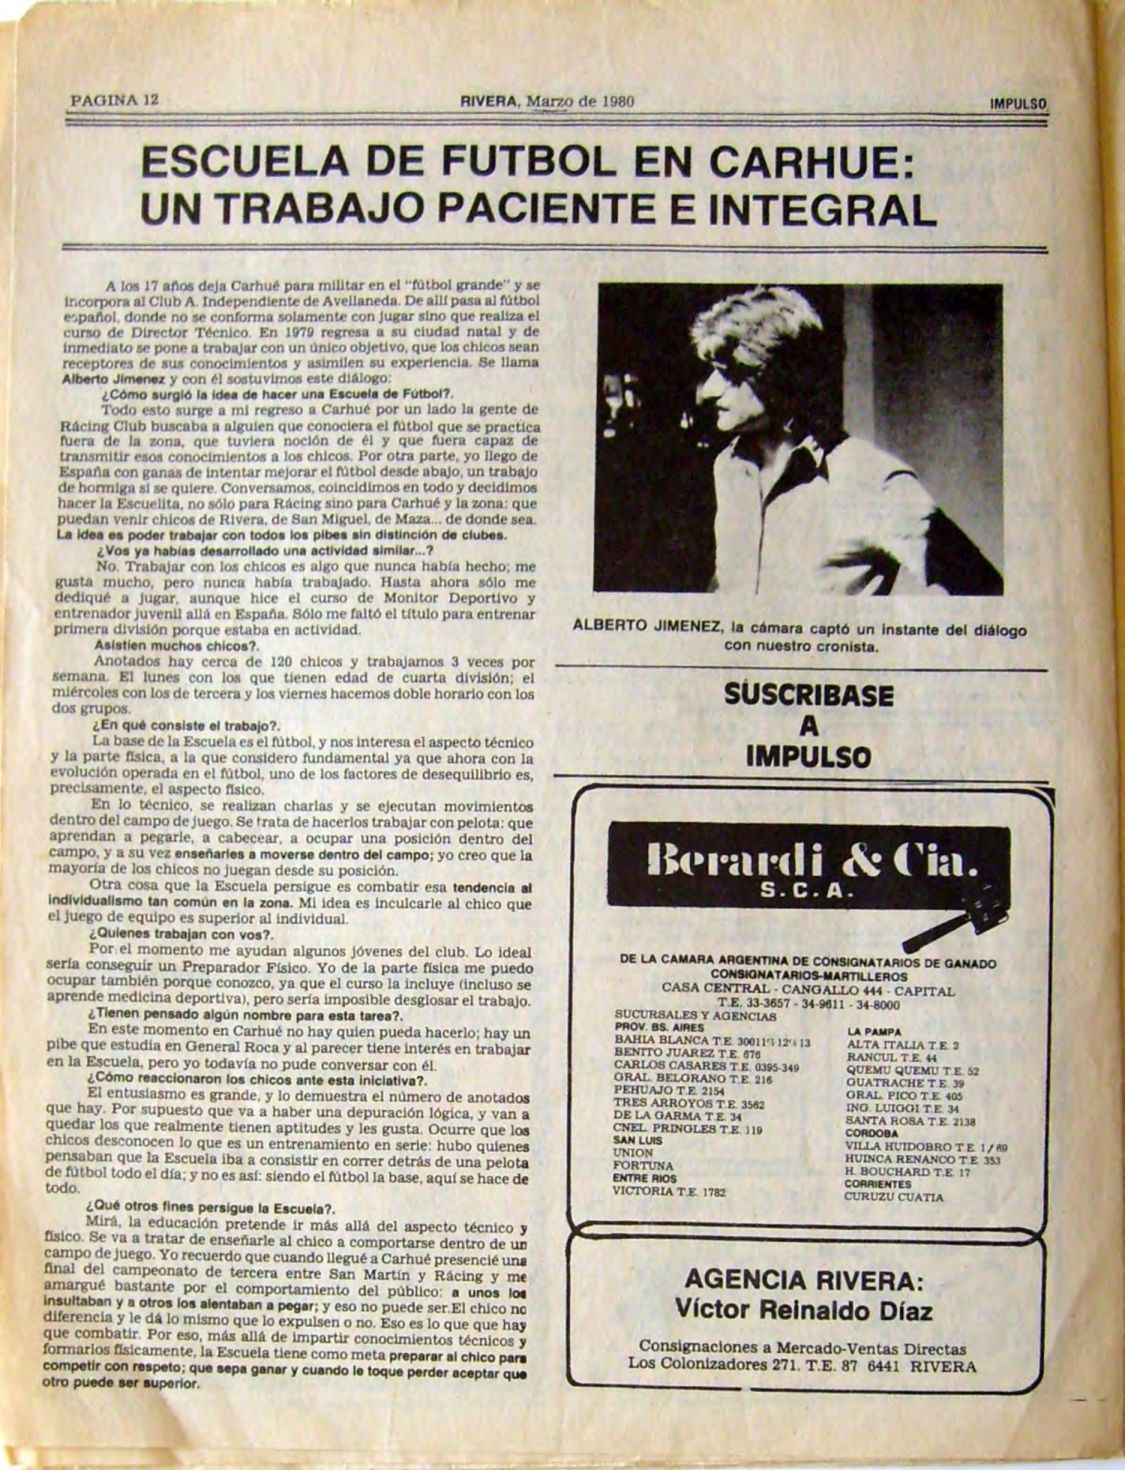 PAGINA 12
RIVERA, Marzo de 1980
IMPULSO
ESCUELA DE FUTBOL EN CARHUE:
UN TRABAJO PACIENTE E INTEGRAL
A los 17 años deja Carhué para militar en el "fútbol grande" y se
incorpora al Club A. Independiente de Avellaneda. De allí pasa al fútbol
español, donde no se conforma solamente con jugar sino que realiza el
curso de Director Técnico. En 1979 regresa a su ciudad natal y de
inmediato se pone a trabajar con un único objetivo, que los chicos sean
receptores de sus conocimientos y asimilen su experiencia. Se llama
Alberto Jimenez y con él sostuvimos este diálogo:
¿Cómo surgió la idea de hacer una Escuela de Fútbol?.
Todo esto surge a mi regreso a Carhué por un lado la gente de
Rácing Club buscaba a alguien que conociera el fútbol que se practica
fuera de la zona, que tuviera noción de él y que fuera capaz de
transmitir esos conocimientos a los chicos. Por otra parte, yo llego de
España con ganas de intentar mejorar el fútbol desde abajo, un trabajo
de hormiga si se quiere. Conversamos, coincidimos en todo y decidimos
hacer la Escuelita, no sólo para Rácing sino para Carhué y la zona; que
puedan venir chicos de Rivera, de San Miguel, de Maza... de donde sea.
La idea es poder trabajar con todos los pibes sin distinción de clubes.
¿Vos ya habías desarrollado una actividad similar...?
No. Trabajar con los chicos es algo que nunca había hecho; me
gusta mucho, pero nunca había trabajado. Hasta ahora sólo me
dediqué a jugar, aunque hice el curso de Monitor Deportivo y
entrenador juvenil allá en España. Sólo me faltó el título para entrenar
primera división porque estaba en actividad.
Asistien muchos chicos?.
Anotados hay cerca de 120 chicos y trabajamos 3 veces por
semana. El lunes con los que tienen edad de cuarta división; el
miércoles con los de tercera y los viernes hacemos doble horario con los
dos grupos.
¿En qué consiste el trabajo?.
La base de la Escuela es el fútbol, y nos interesa el aspecto técnico
y la parte física, a la que considero fundamental ya que ahora con la
evolución operada en el fútbol, uno de los factores de desequilibrio es,
precisamente, el aspecto físico.
En lo técnico, se realizan charlas y se ejecutan movimientos
dentro del campo de juego. Se trata de hacerlos trabajar con pelota; que
aprendan a pegarle, a cabecear, a ocupar una posición dentro del
campo, y a su vez enseñarles a moverse dentro del campo; yo creo que la
mayoría de los chicos no juegan desde su posición.
Otra cosa que la Escuela persigue es combatir esa tendencia al
individualismo tan común en la zona. Mi idea es inculcarle al chico que
el juego de equipo es superior al individual.
¿Quienes trabajan con vos?.
Por el momento me ayudan algunos jóvenes del club. Lo ideal
sería conseguir un Preparador Físico. Yo de la parte física me puedo
ocupar también porque conozco, ya que el curso la incluye (incluso se
aprende medicina deportiva), pero sería imposible desglosar el trabajo.
¿Tienen pensado algún nombre para esta tarea?.
En este momento en Carhué no hay quien pueda hacerlo; hay un
pibe que estudia en General Roca y al parecer tiene interés en trabajar
en la Escuela, pero yo todavía no pude conversar con él.
¿Cómo reaccionaron los chicos ante esta iniciativa?.
El entusiasmo es grande, y lo demuestra el número de anotados
que hay. Por supuesto que va a haber una depuración lógica, y van a
quedar los que realmente tienen aptitudes y les gusta. Ocurre que los
chicos desconocen lo que es un entrenamiento en serie: hubo quienes
pensaban que la Escuela iba a consistir en correr detrás de una pelota
de fútbol todo el día; y no es así: siendo el fútbol la base, aquí se hace de
todo.
¿Qué otros fines persigue la Escuela?.
Mirá, la educación pretende ir más allá del aspecto técnico y
físico. Se va a tratar de enseñarle al chico a comportarse dentro de un
campo de juego. Yo recuerdo que cuando llegué a Carhué presencié una
final del campeonato de tercera entre San Martín y Rácing y me
amargué bastante por el comportamiento del público: a unos los
insultaban y a otros los alentaban a pegar; y eso no puede ser.El chico no
diferencia y le dá lo mismo que lo expulsen o no. Eso es lo que que hay
que combatir. Por eso, más allá de impartir conocimientos técnicos y
formarlos físicamente, la Escuela tiene como meta preparar al chico para
competir con respeto; que sepa ganar y cuando le toque perder aceptar que
otro puede ser superior.
ALBERTO JIMENEZ, la cámara captó un instante del diálogo
con nuestro cronista.
SUSCRIBASE
A
IMPULSO
Berardi & Cia.
S.C.A.
DE LA CAMARA ARGENTINA DE CONSIGNATARIOS DE GANADO
CONSIGNATARIOS-MARTILLEROS
CASA CENTRAL - CANGALLO 444 - CAPITAL
T.E. 33-3657 - 34-9611 - 34-8000
SUCURSALES Y AGENCIAS
PROV. BS. AIRES
BAHIA BLANCA T.E. 30011
BENITO JUAREZ T.E. 676
CARLOS CASARES T.E. 0395-349
GRAL. BELGRANO T.E. 216
PEHUAJO T.E. 2154
TRES ARROYOS T.E. 3562
DE LA GARMA T.E. 34
CNEL. PRINGLES T.E. 119
SAN LUIS
UNION
FORTUNA
ENTRE RIOS
VICTORIA T.E. 1782
LA PAMPA
ALTA ITALIA T.E. 2
RANCUL T.E. 44
QUEMU QUEMU T.E. 52
GUATRACHE T.E. 39
GRAL. PICO T.E. 405
ING. LUIGGI T.E. 34
SANTA ROSA T.E. 2138
CORDOBA
VILLA HUIDOBRO T.E.
HUINCA RENANCO T.E. 353
H. BOUCHARD T.E. 17
CORRIENTES
CURUZU CUATIA
AGENCIA RIVERA:
Víctor Reinaldo Díaz
Consignaciones a Mercado-Ventas Directas
Los Colonizadores 271. T.E. 87 6441 RIVERA